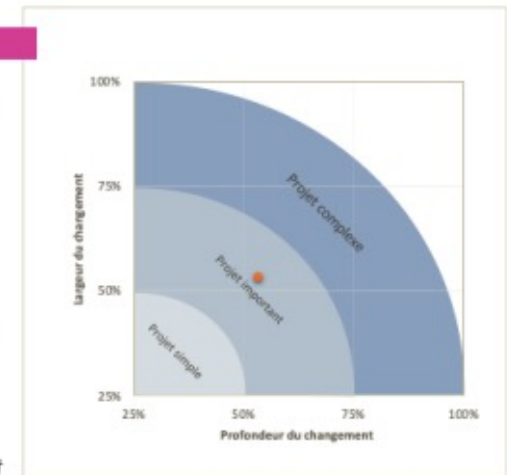 100%
Projet complexe
75%
Largeur du changement
Projet important
50%
Projet simple
25%
25% 50% 75% 100%
Profondeur du changement